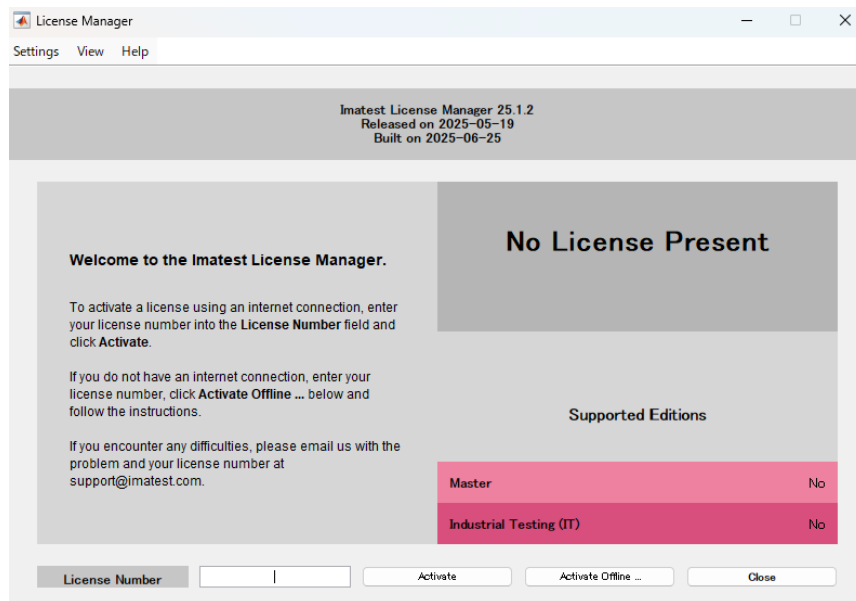 License Manager
Settings View Help
Imatest License Manager 25.1.2
Released on 2025-05-19
Built on 2025-06-25
Welcome to the Imatest License Manager.
To activate a license using an internet connection, enter
your license number into the License Number field and
click Activate.
If you do not have an internet connection, enter your
license number, click Activate Offline ... below and
follow the instructions.
If you encounter any difficulties, please email us with the
problem and your license number at
support@imatest.com.
No License Present
Supported Editions
Master No
Industrial Testing (IT) No
License Number Activate Activate Offline ... Close